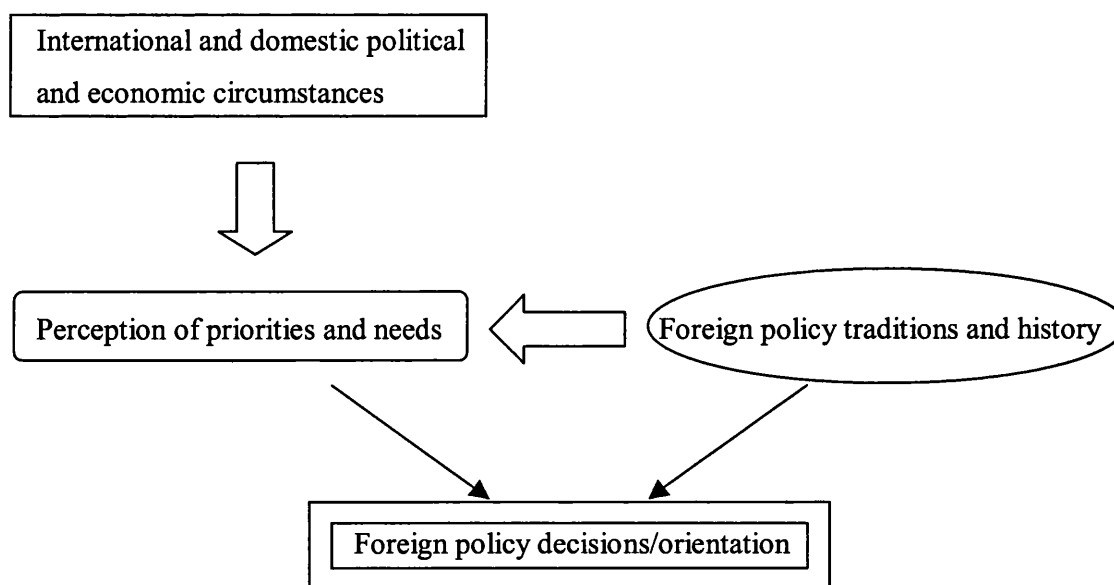 International and domestic political
and economic circumstances
Perception of priorities and needs
Foreign policy traditions and history
Foreign policy decisions/orientation